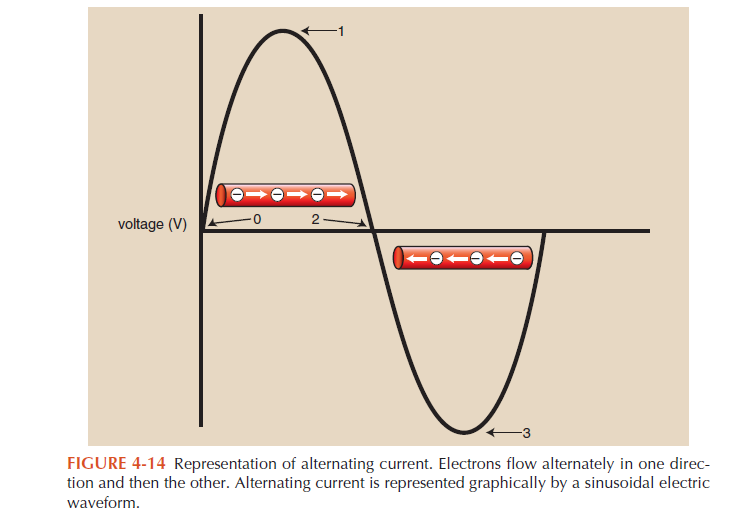 1
voltage (V)
0
2
3
FIGURE 4-14 Representation of alternating current. Electrons flow alternately in one direc-
tion and then the other. Alternating current is represented graphically by a sinusoidal electric
waveform.